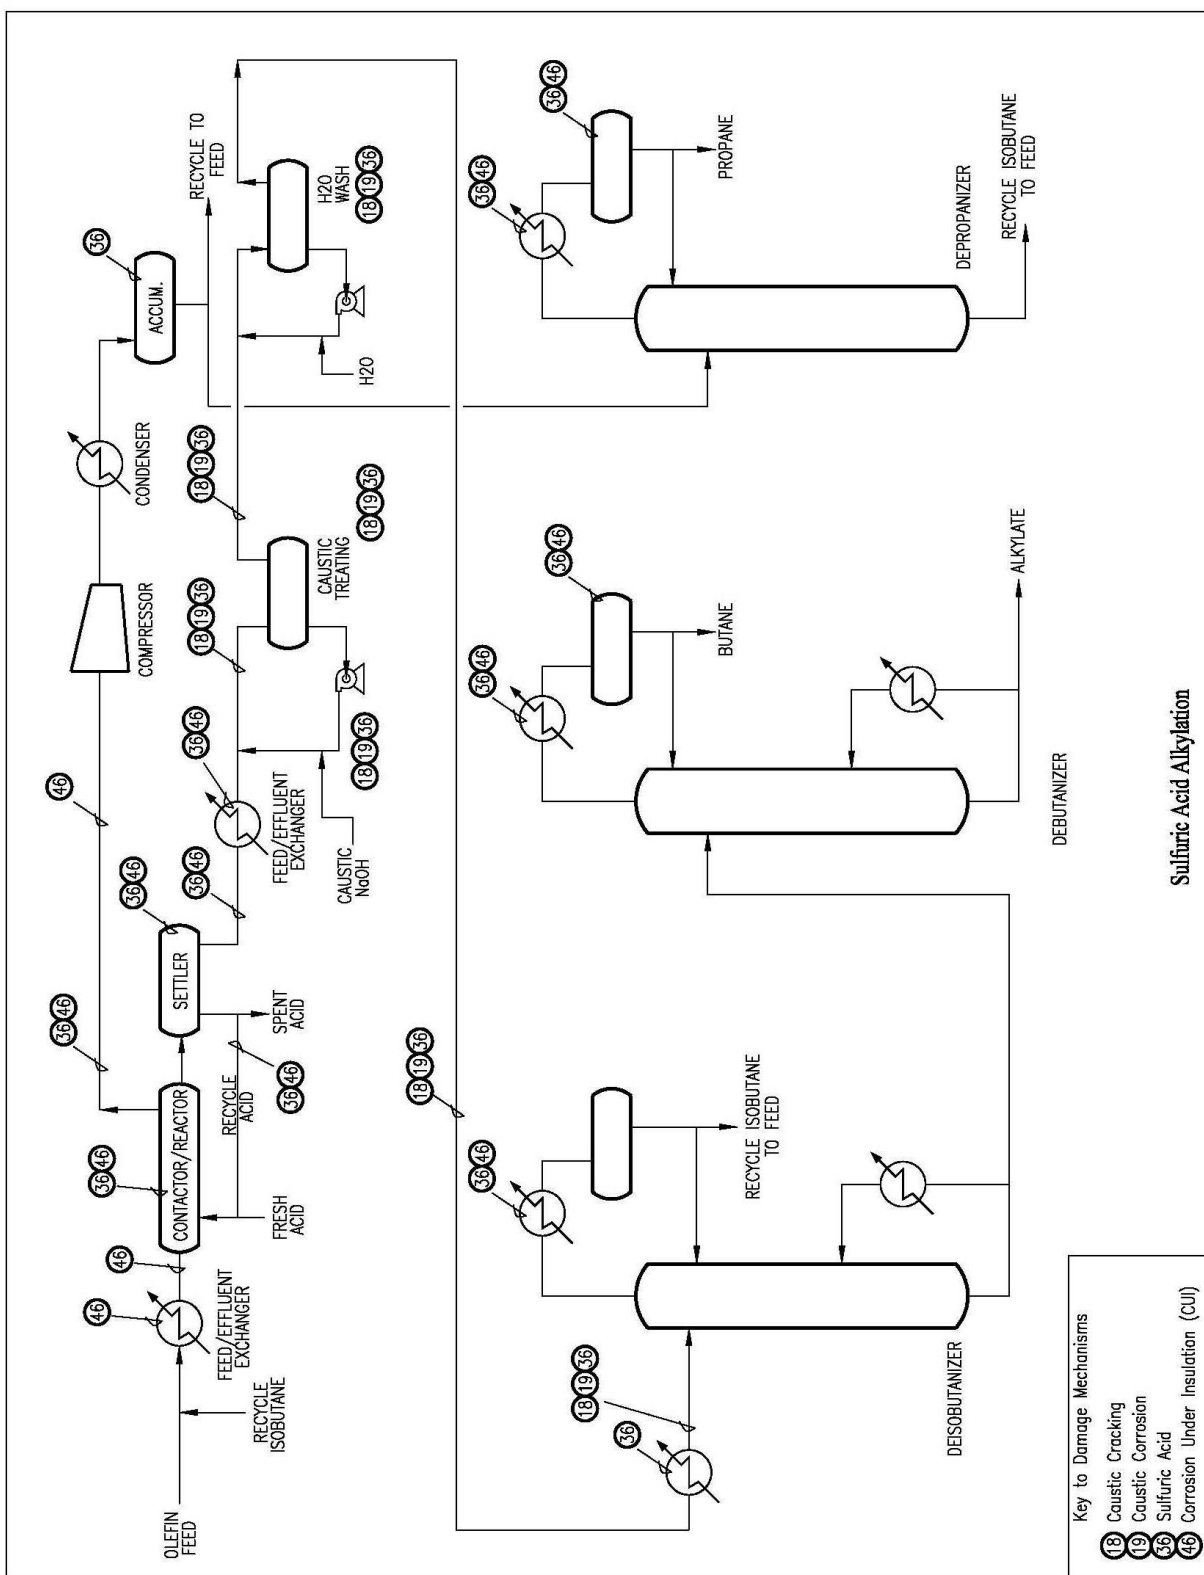 OLEFIN
FEED
RECYCLE
ISOBUTANE
46
FEED/EFFLUENT
EXCHANGER
46
36 46
CONTACTOR/REACTOR
FRESH
ACID
RECYCLE
ACID
36 46
36 46
SETTLER
SPENT
ACID
36 46
46
COMPRESSOR
CONDENSER
36
ACCUM.
RECYCLE TO
FEED
36 46
36 46
FEED/EFFLUENT
EXCHANGER
CAUSTIC
NaOH
18 19 36
18 19 36
CAUSTIC
TREATING
18 19 36
18 19 36
H2O
H2O
WASH
18 19 36
18 19 36
36
18 19 36
DEISOBUTANIZER
36 46
RECYCLE ISOBUTANE
TO FEED
36 46
36 46
BUTANE
DEBUTANIZER
ALKYLATE
36 46
36 46
PROPANE
DEPROPANIZER
RECYCLE ISOBUTANE
TO FEED
Key to Damage Mechanisms
18 Caustic Cracking
19 Caustic Corrosion
36 Sulfuric Acid
46 Corrosion Under Insulation (CUI)
Sulfuric Acid Alkylation